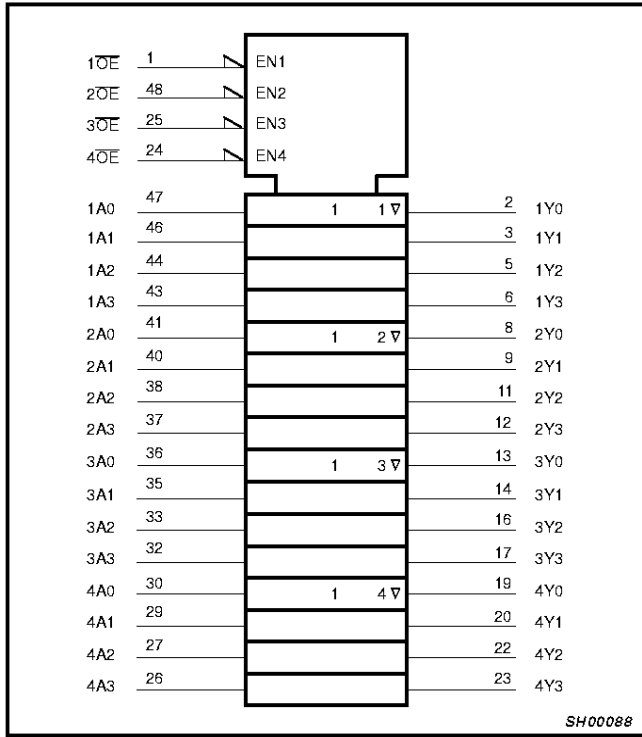 1O̅E̅ 1 EN1
2O̅E̅ 48 EN2
3O̅E̅ 25 EN3
4O̅E̅ 24 EN4
1A0 47 1 1 ∇ 2 1Y0
1A1 46 3 1Y1
1A2 44 5 1Y2
1A3 43 6 1Y3
2A0 41 1 2 ∇ 8 2Y0
2A1 40 9 2Y1
2A2 38 11 2Y2
2A3 37 12 2Y3
3A0 36 1 3 ∇ 13 3Y0
3A1 35 14 3Y1
3A2 33 16 3Y2
3A3 32 17 3Y3
4A0 30 1 4 ∇ 19 4Y0
4A1 29 20 4Y1
4A2 27 22 4Y2
4A3 26 23 4Y3
SH00088